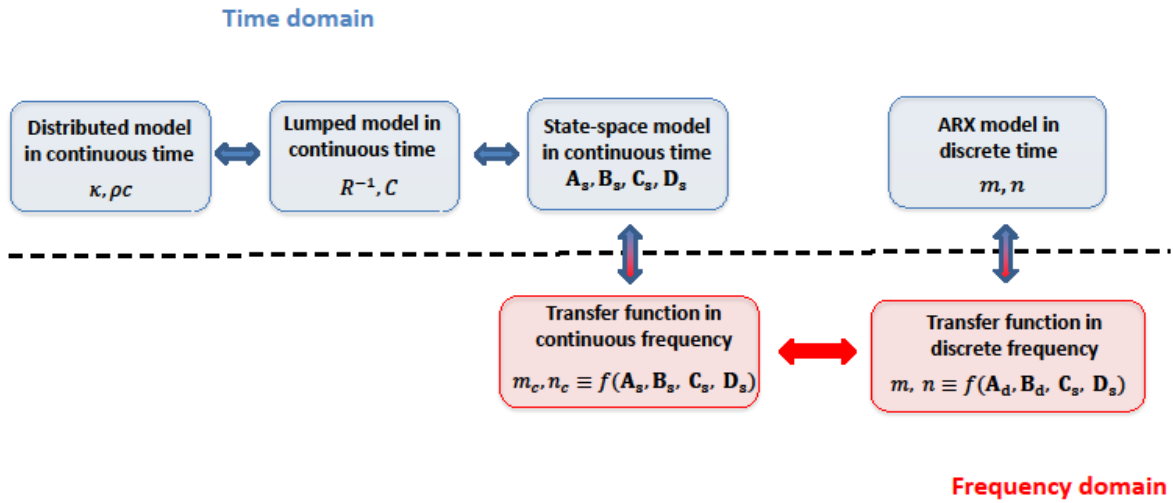 Time domain
Distributed model
in continuous time
κ, ρc
Lumped model in
continuous time
R⁻¹, C
State-space model
in continuous time
Aₛ, Bₛ, Cₛ, Dₛ
ARX model in
discrete time
m, n
Transfer function in
continuous frequency
m_c, n_c ≡ f(Aₛ, Bₛ, Cₛ, Dₛ)
Transfer function in
discrete frequency
m, n ≡ f(A_d, B_d, Cₛ, Dₛ)
Frequency domain